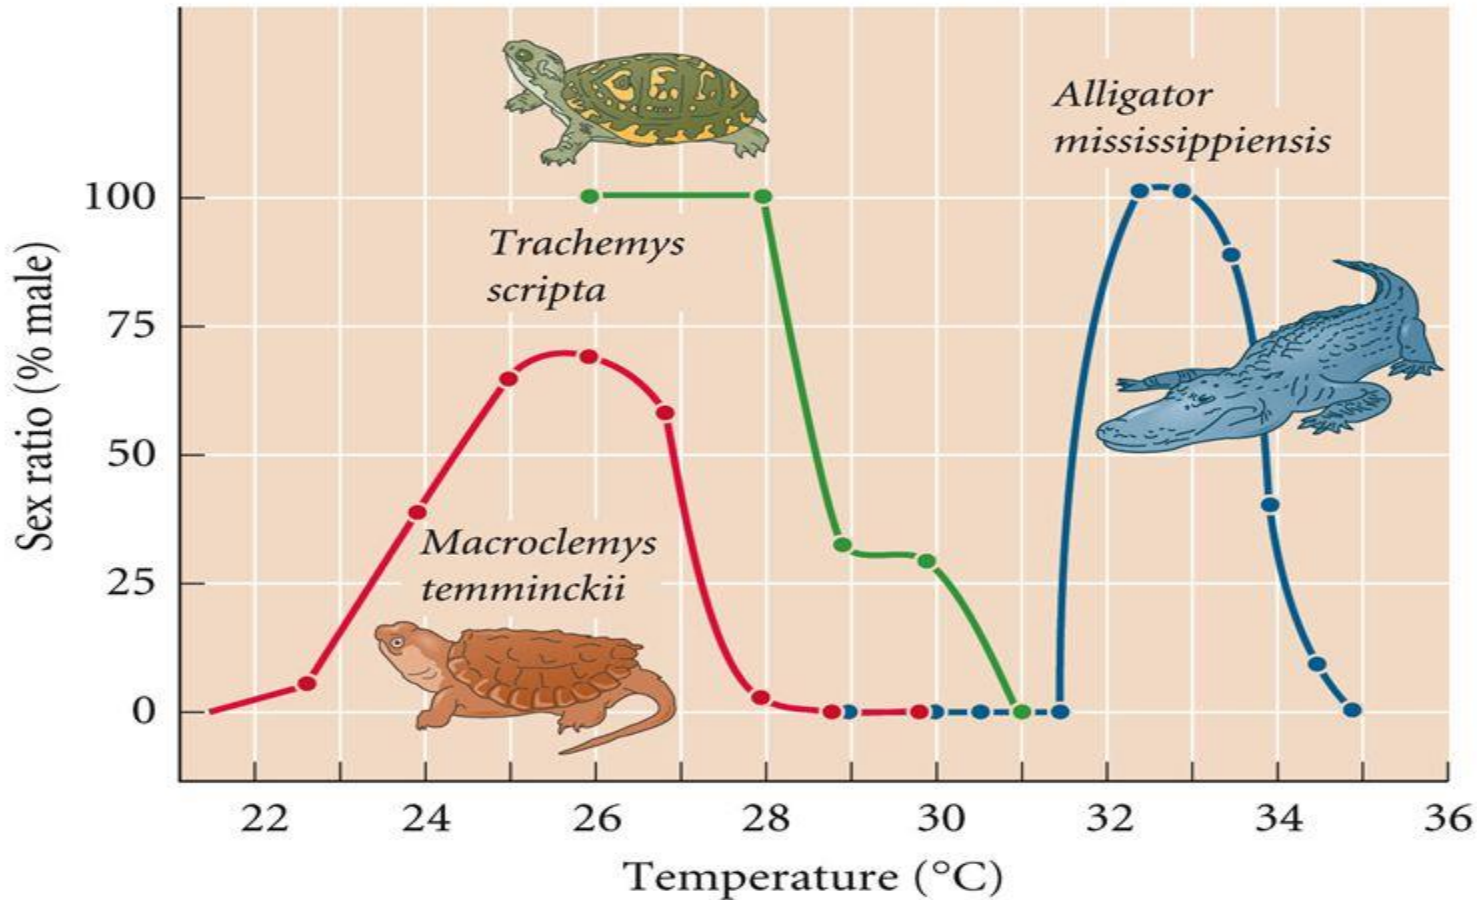 Alligator
mississippiensis
100
Trachemys
scripta
75
Sex ratio (% male)
50
Macroclemys
temminckii
25
0
22 24 26 28 30 32 34 36
Temperature (°C)